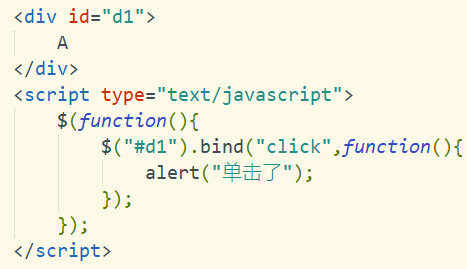 <div id="d1">
    A
</div>
<script type="text/javascript">
    $(function(){
        $("#d1").bind("click",function(){
            alert("单击了");
        });
    });
</script>